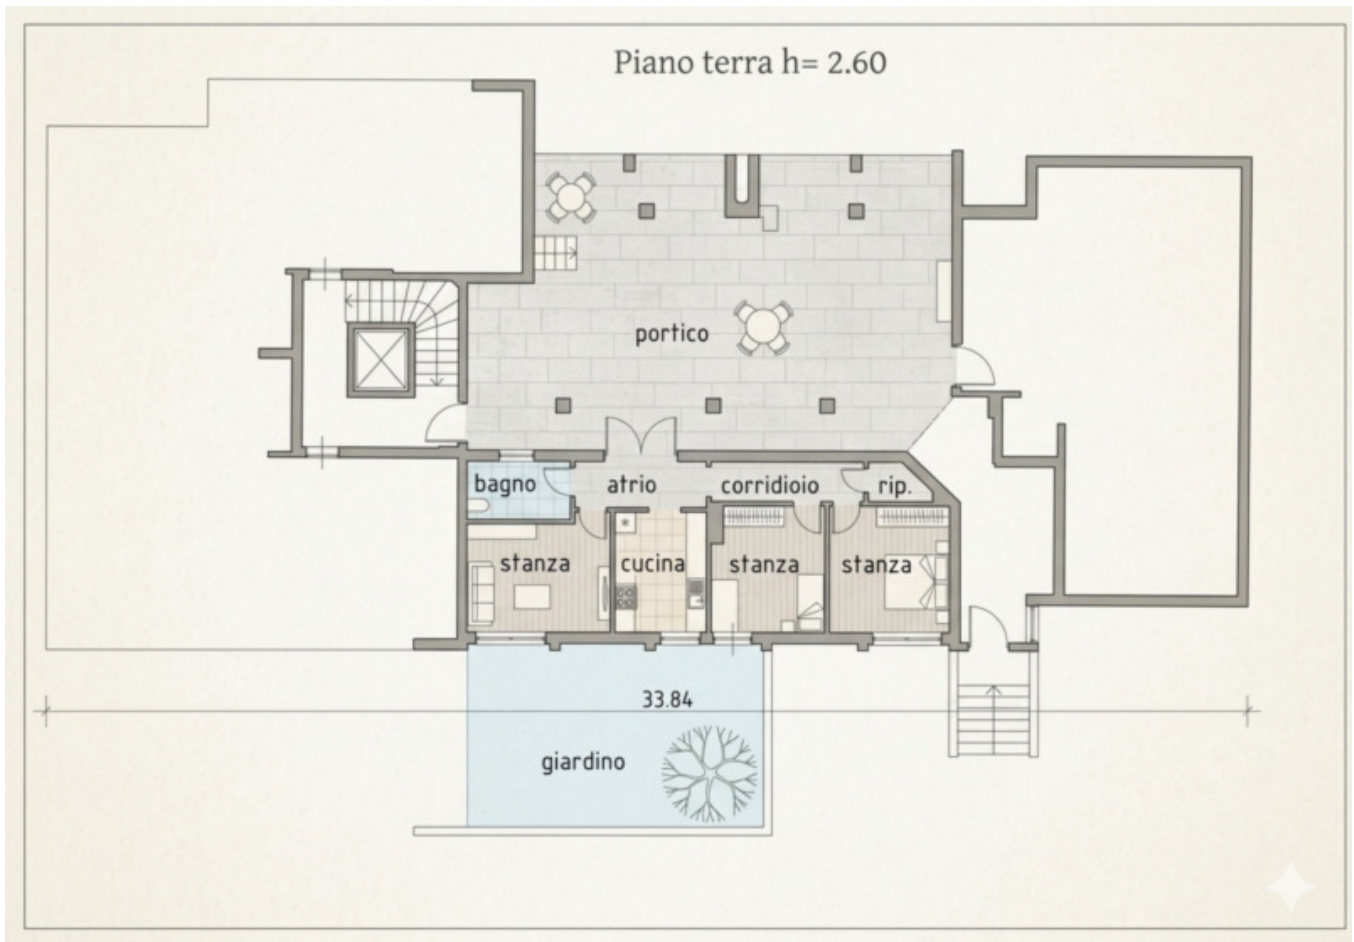 Piano terra h= 2.60
portico
bagno
atrio
corridioio
rip.
stanza
cucina
stanza
stanza
33.84
giardino